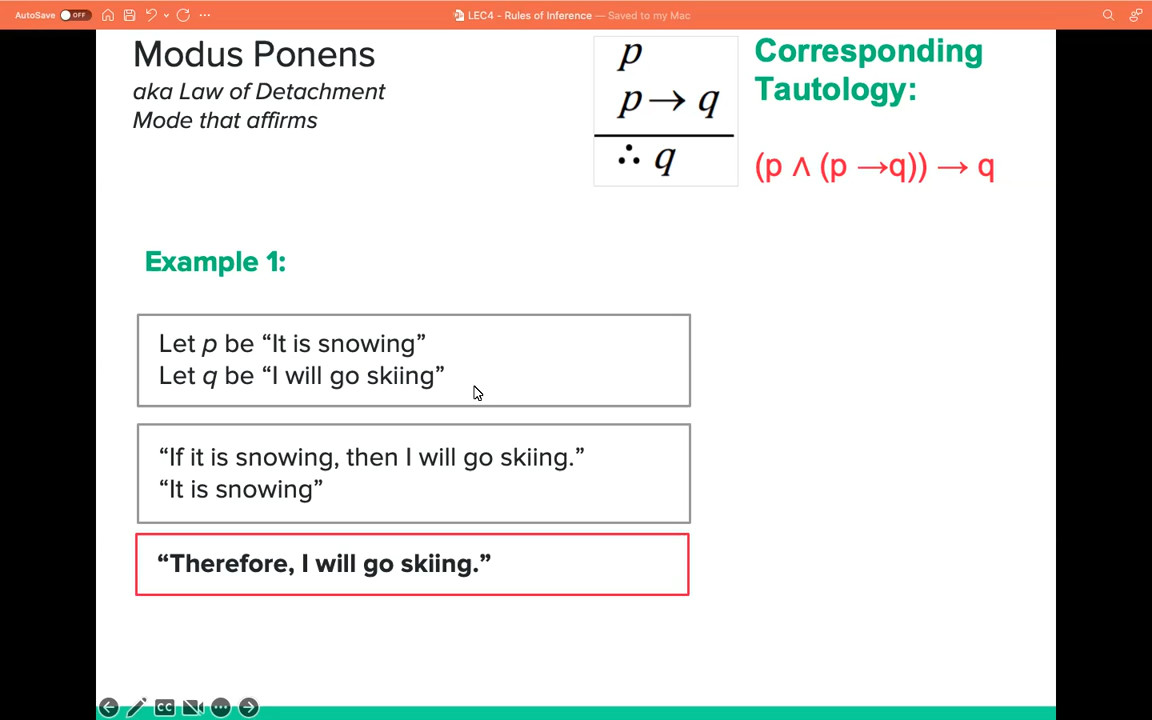 AutoSave OFF
LEC4 - Rules of Inference — Saved to my Mac
Modus Ponens
aka Law of Detachment
Mode that affirms
p
p → q
∴ q
Corresponding
Tautology:
(p ∧ (p →q)) → q
Example 1:
Let p be “It is snowing”
Let q be “I will go skiing”
“If it is snowing, then I will go skiing.”
“It is snowing”
“Therefore, I will go skiing.”
CC